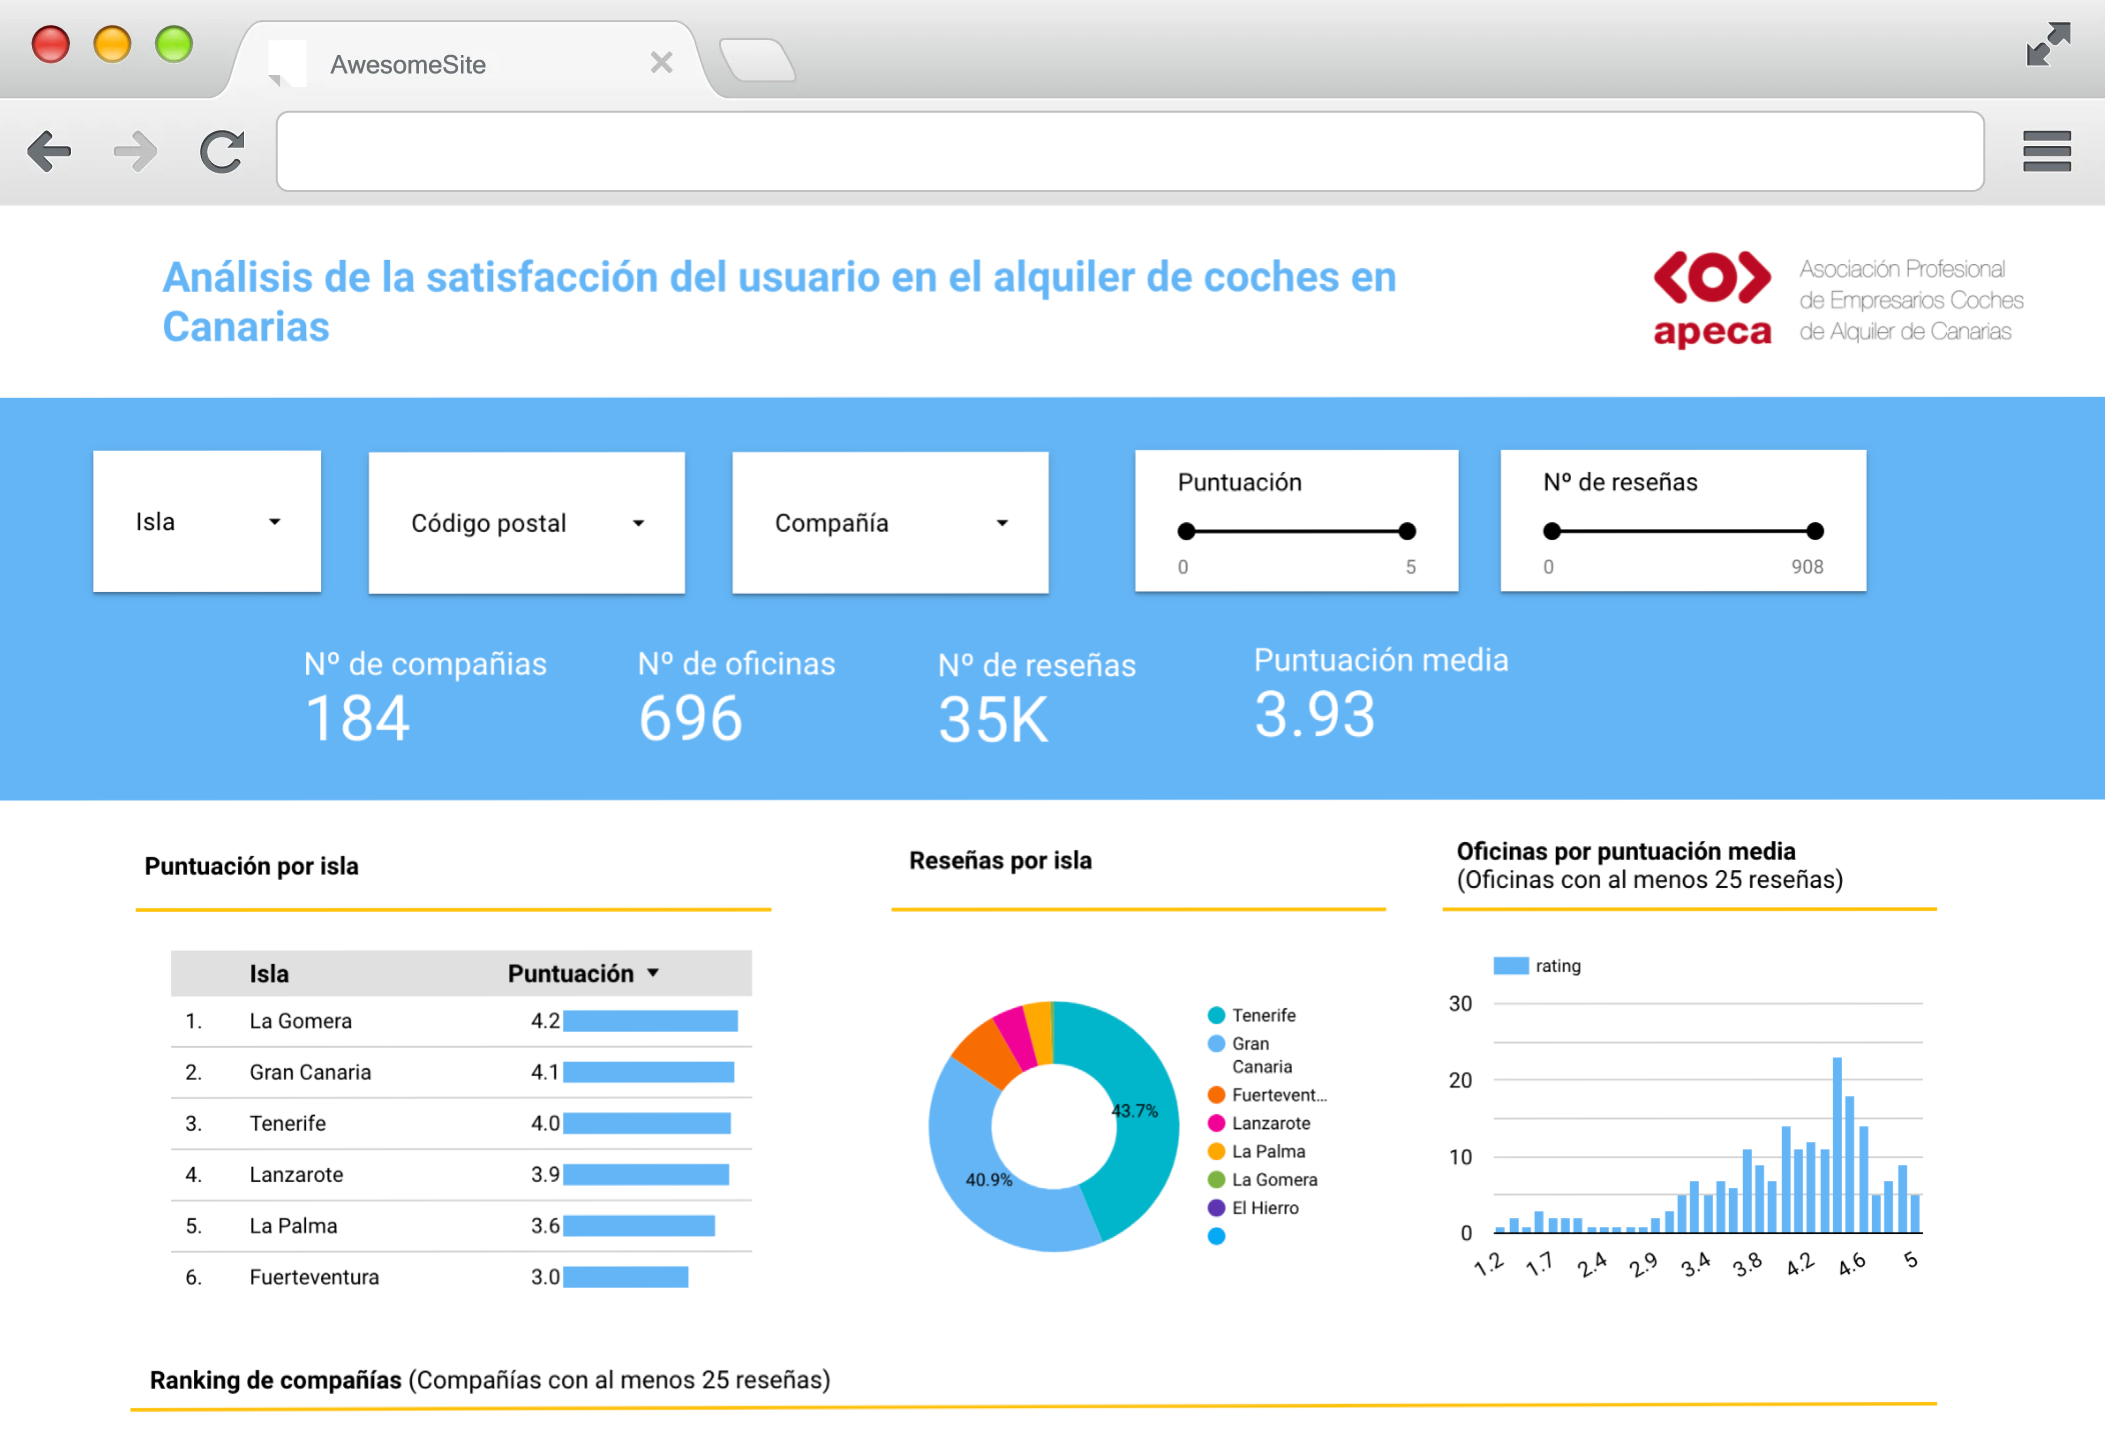 AwesomeSite
Análisis de la satisfacción del usuario en el alquiler de coches en
Canarias
apeca
Asociación Profesional
de Empresarios Coches
de Alquiler de Canarias
Isla
Código postal
Compañía
Puntuación
0 5
Nº de reseñas
0 908
Nº de compañias
184
Nº de oficinas
696
Nº de reseñas
35K
Puntuación media
3.93
Puntuación por isla
Isla Puntuación
1. La Gomera 4.2
2. Gran Canaria 4.1
3. Tenerife 4.0
4. Lanzarote 3.9
5. La Palma 3.6
6. Fuerteventura 3.0
Reseñas por isla
43.7%
40.9%
Tenerife
Gran
Canaria
Fuertevent...
Lanzarote
La Palma
La Gomera
El Hierro
Oficinas por puntuación media
(Oficinas con al menos 25 reseñas)
rating
30
20
10
0
1.2 1.7 2.4 2.9 3.4 3.8 4.2 4.6 5
Ranking de compañías (Compañías con al menos 25 reseñas)